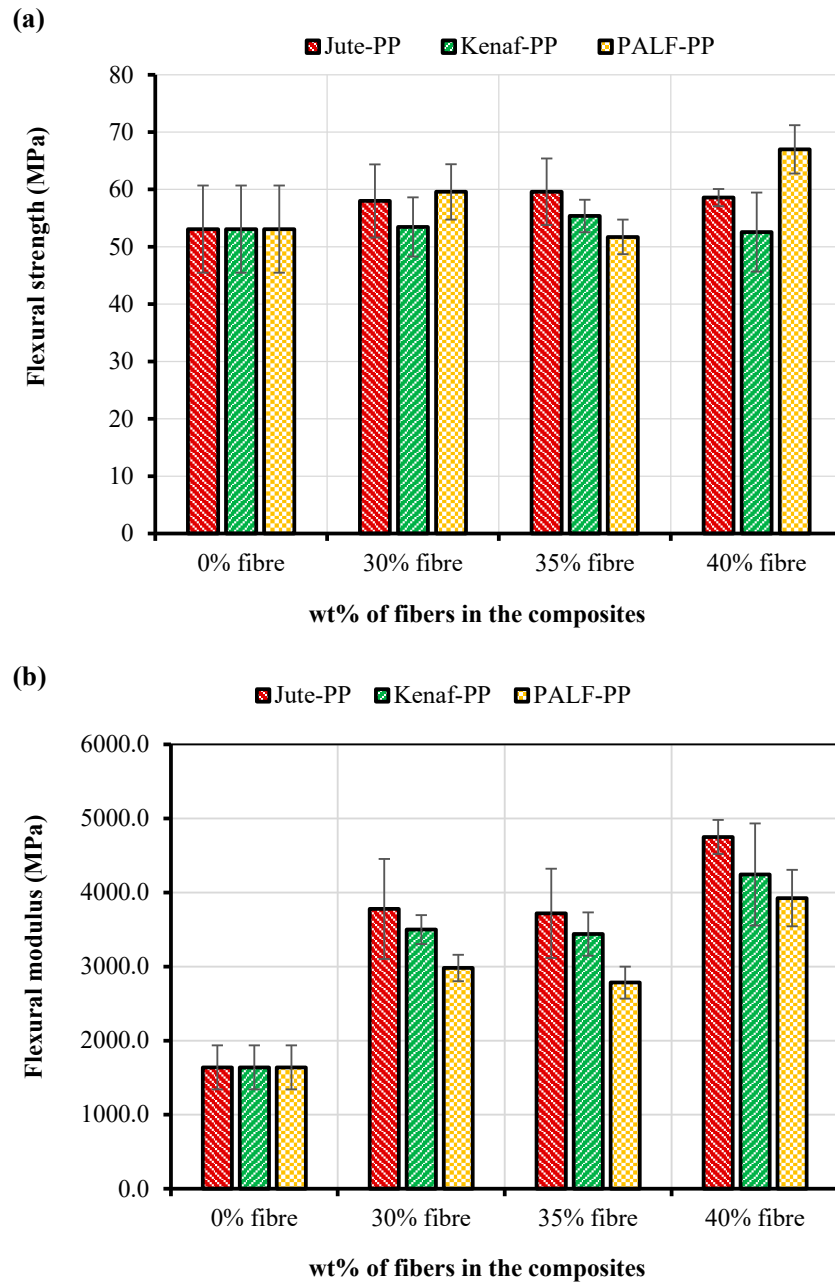 (a)
Jute-PP Kenaf-PP PALF-PP
Flexural strength (MPa)
80
70
60
50
40
30
20
10
0
0% fibre 30% fibre 35% fibre 40% fibre
wt% of fibers in the composites
(b)
Jute-PP Kenaf-PP PALF-PP
Flexural modulus (MPa)
6000.0
5000.0
4000.0
3000.0
2000.0
1000.0
0.0
0% fibre 30% fibre 35% fibre 40% fibre
wt% of fibers in the composites